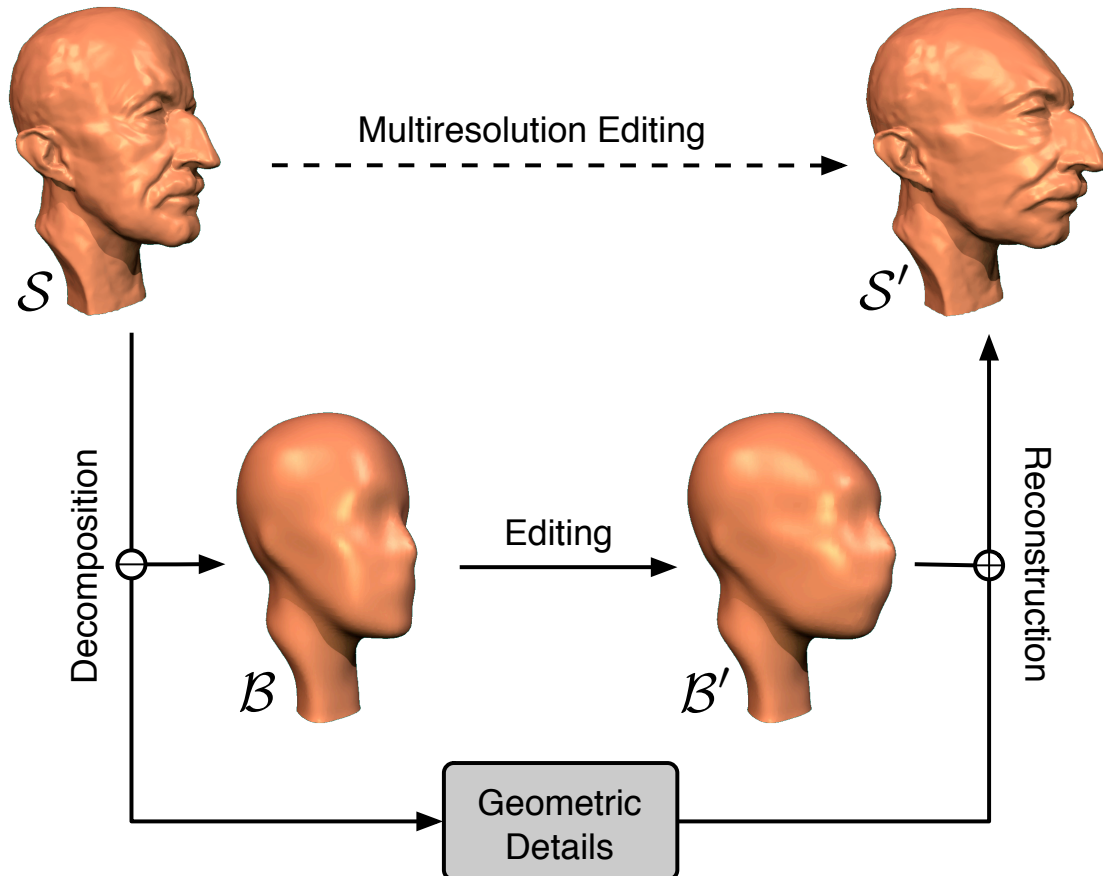 Multiresolution Editing
𝒮
𝒮′
Decomposition
Editing
Reconstruction
ℬ
ℬ′
Geometric
Details